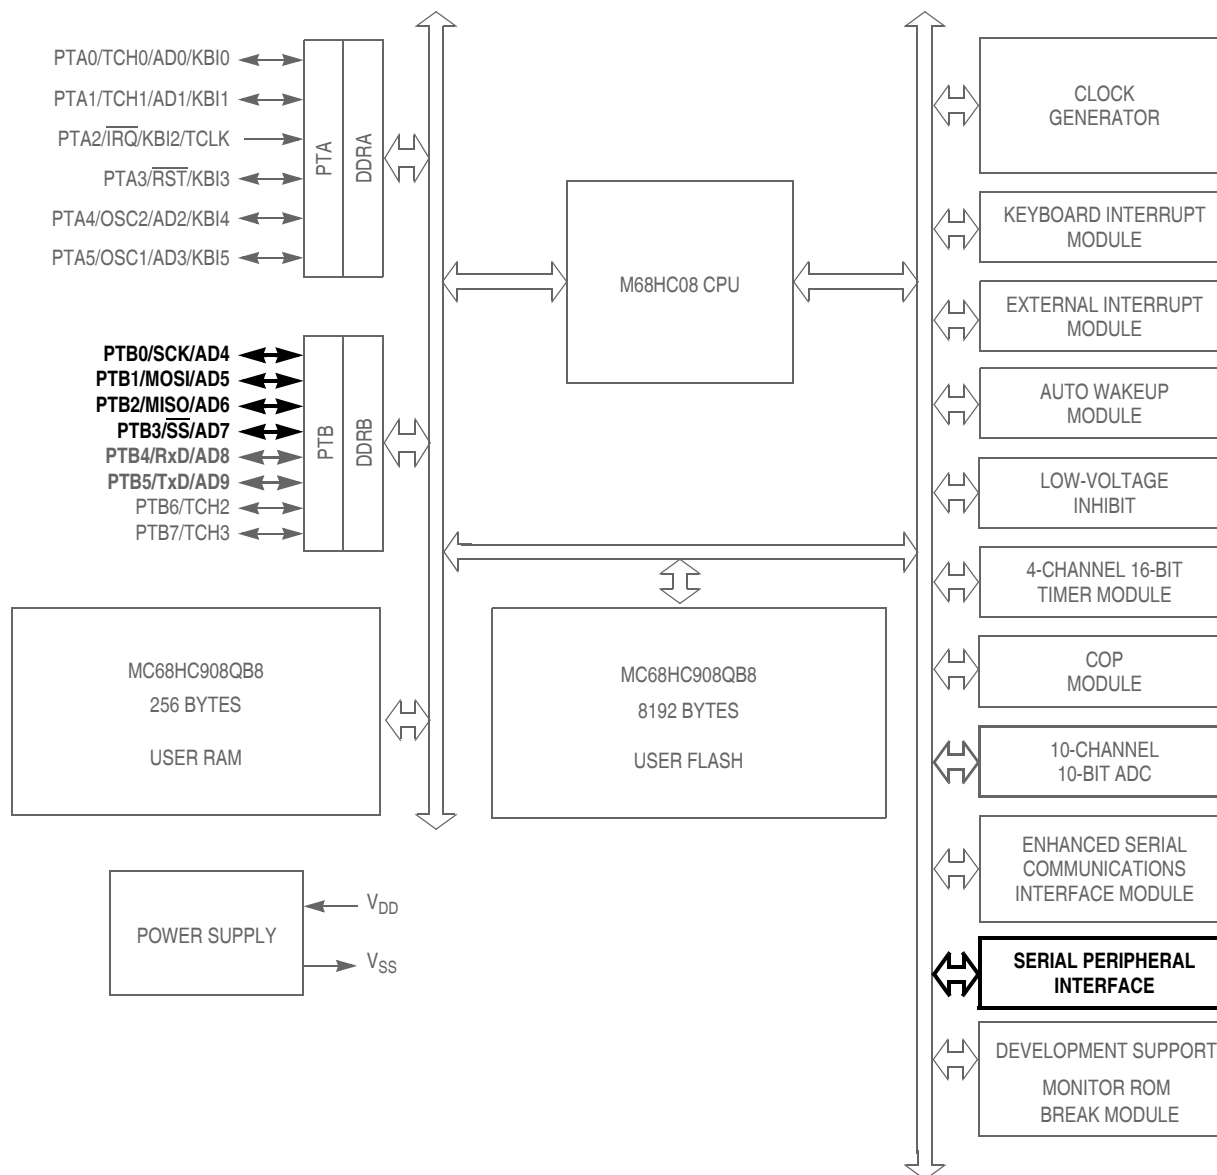 PTA0/TCH0/AD0/KBI0
PTA1/TCH1/AD1/KBI1
PTA2/I̅R̅Q̅/KBI2/TCLK
PTA3/R̅S̅T̅/KBI3
PTA4/OSC2/AD2/KBI4
PTA5/OSC1/AD3/KBI5
PTA
DDRA
PTB0/SCK/AD4
PTB1/MOSI/AD5
PTB2/MISO/AD6
PTB3/S̅S̅/AD7
PTB4/RxD/AD8
PTB5/TxD/AD9
PTB6/TCH2
PTB7/TCH3
PTB
DDRB
M68HC08 CPU
MC68HC908QB8
256 BYTES
USER RAM
MC68HC908QB8
8192 BYTES
USER FLASH
POWER SUPPLY
VDD
VSS
CLOCK
GENERATOR
KEYBOARD INTERRUPT
MODULE
EXTERNAL INTERRUPT
MODULE
AUTO WAKEUP
MODULE
LOW-VOLTAGE
INHIBIT
4-CHANNEL 16-BIT
TIMER MODULE
COP
MODULE
10-CHANNEL
10-BIT ADC
ENHANCED SERIAL
COMMUNICATIONS
INTERFACE MODULE
SERIAL PERIPHERAL
INTERFACE
DEVELOPMENT SUPPORT
MONITOR ROM
BREAK MODULE